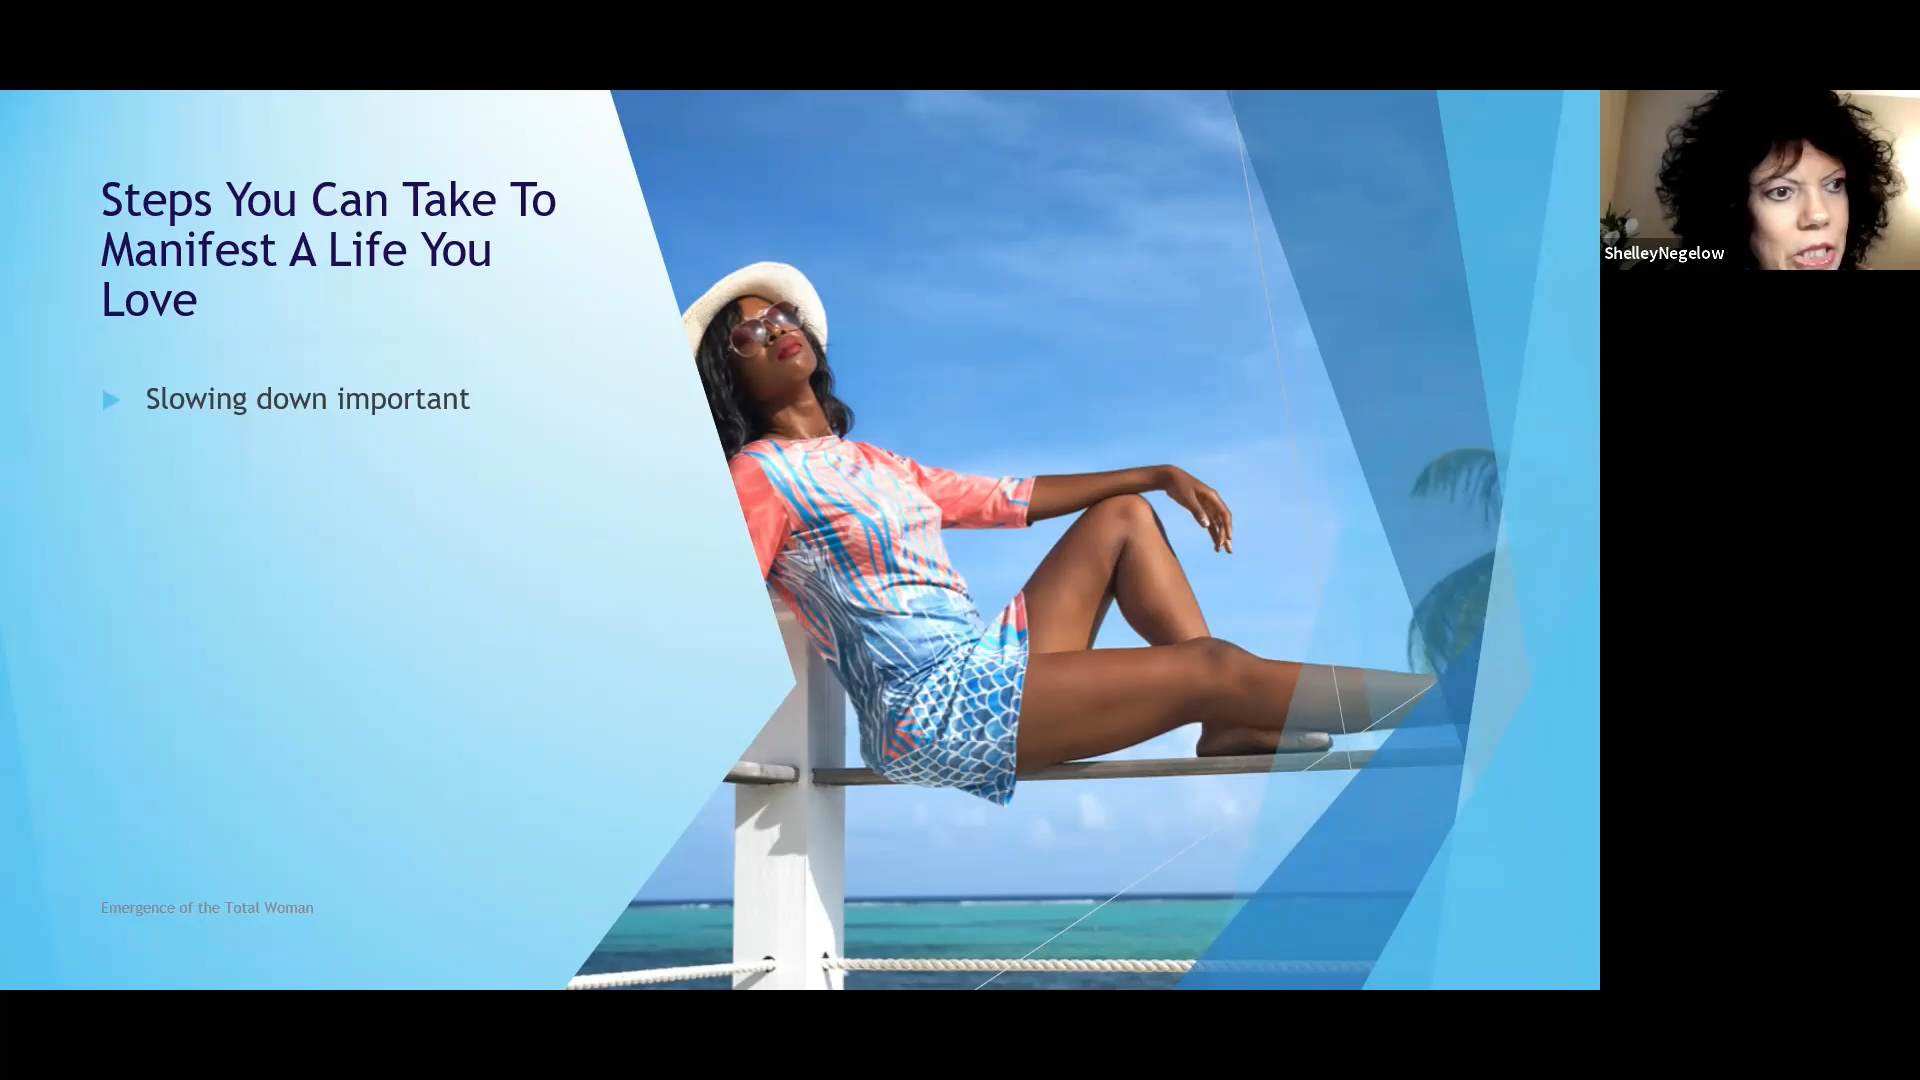 Steps You Can Take To
Manifest A Life You
Love
Slowing down important
Emergence of the Total Woman
ShelleyNegelow